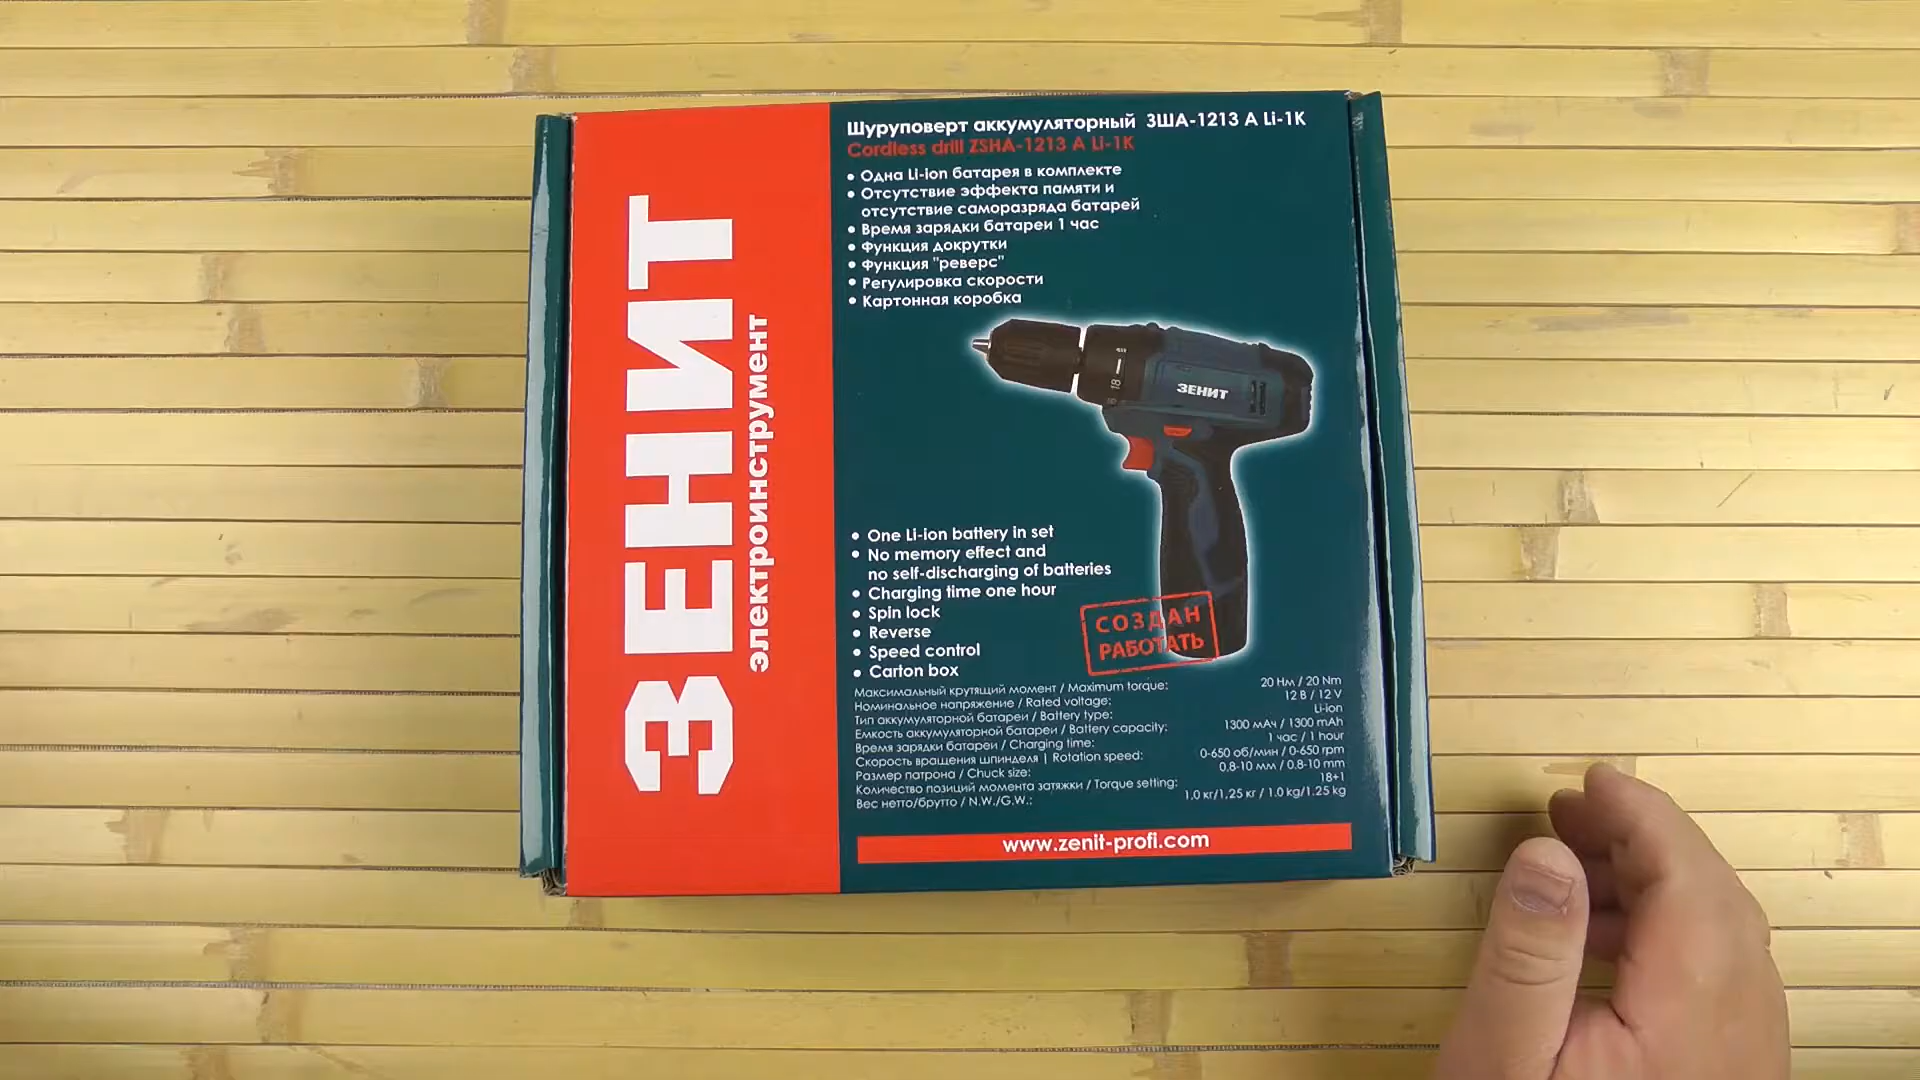 ЗЕНИТ
электроинструмент
Шуруповерт аккумуляторный ЗША-1213 А Li-1К
Cordless drill ZSHA-1213 A Li-1K
• Одна Li-ion батарея в комплекте
• Отсутствие эффекта памяти и
отсутствие саморазряда батарей
• Время зарядки батареи 1 час
• Функция докрутки
• Функция "реверс"
• Регулировка скорости
• Картонная коробка
18
ЗЕНИТ
• One Li-ion battery in set
• No memory effect and
no self-discharging of batteries
• Charging time one hour
• Spin lock
• Reverse
• Speed control
• Carton box
СОЗДАН
РАБОТАТЬ
Максимальный крутящий момент / Maximum torque: 20 Нм / 20 Nm
Номинальное напряжение / Rated voltage: 12 В / 12 V
Тип аккумуляторной батареи / Battery type: Li-ion
Емкость аккумуляторной батареи / Battery capacity: 1300 мАч / 1300 mAh
Время зарядки батареи / Charging time: 1 час / 1 hour
Скорость вращения шпинделя | Rotation speed: 0-650 об/мин / 0-650 rpm
Размер патрона / Chuck size: 0.8-10 мм / 0.8-10 mm
Количество позиций момента затяжки / Torque setting: 18+1
Вес нетто/брутто / N.W./G.W.: 1,0 кг/1,25 кг / 1.0 kg/1.25 kg
www.zenit-profi.com